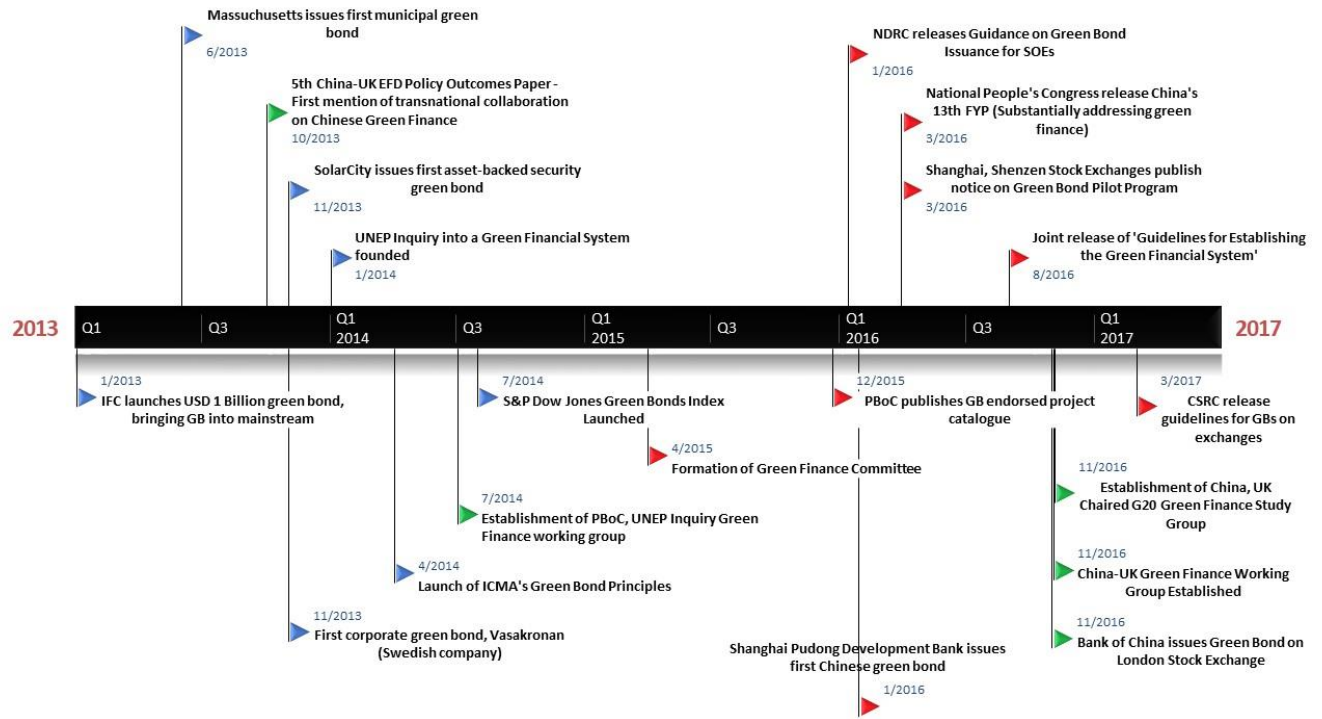 Massuchusetts issues first municipal green
bond
6/2013
5th China-UK EFD Policy Outcomes Paper -
First mention of transnational collaboration
on Chinese Green Finance
10/2013
SolarCity issues first asset-backed security
green bond
11/2013
UNEP Inquiry into a Green Financial System
founded
1/2014
NDRC releases Guidance on Green Bond
Issuance for SOEs
1/2016
National People's Congress release China's
13th FYP (Substantially addressing green
finance)
3/2016
Shanghai, Shenzen Stock Exchanges publish
notice on Green Bond Pilot Program
3/2016
Joint release of 'Guidelines for Establishing
the Green Financial System'
8/2016
2013
Q1
Q3
Q1
2014
Q3
Q1
2015
Q3
Q1
2016
Q3
Q1
2017
2017
1/2013
IFC launches USD 1 Billion green bond,
bringing GB into mainstream
7/2014
S&P Dow Jones Green Bonds Index
Launched
12/2015
PBoC publishes GB endorsed project
catalogue
3/2017
CSRC release
guidelines for GBs on
exchanges
4/2015
Formation of Green Finance Committee
11/2016
Establishment of China, UK
Chaired G20 Green Finance Study
Group
7/2014
Establishment of PBoC, UNEP Inquiry Green
Finance working group
11/2016
China-UK Green Finance Working
Group Established
4/2014
Launch of ICMA's Green Bond Principles
11/2013
First corporate green bond, Vasakronan
(Swedish company)
11/2016
Bank of China issues Green Bond on
London Stock Exchange
Shanghai Pudong Development Bank issues
first Chinese green bond
1/2016